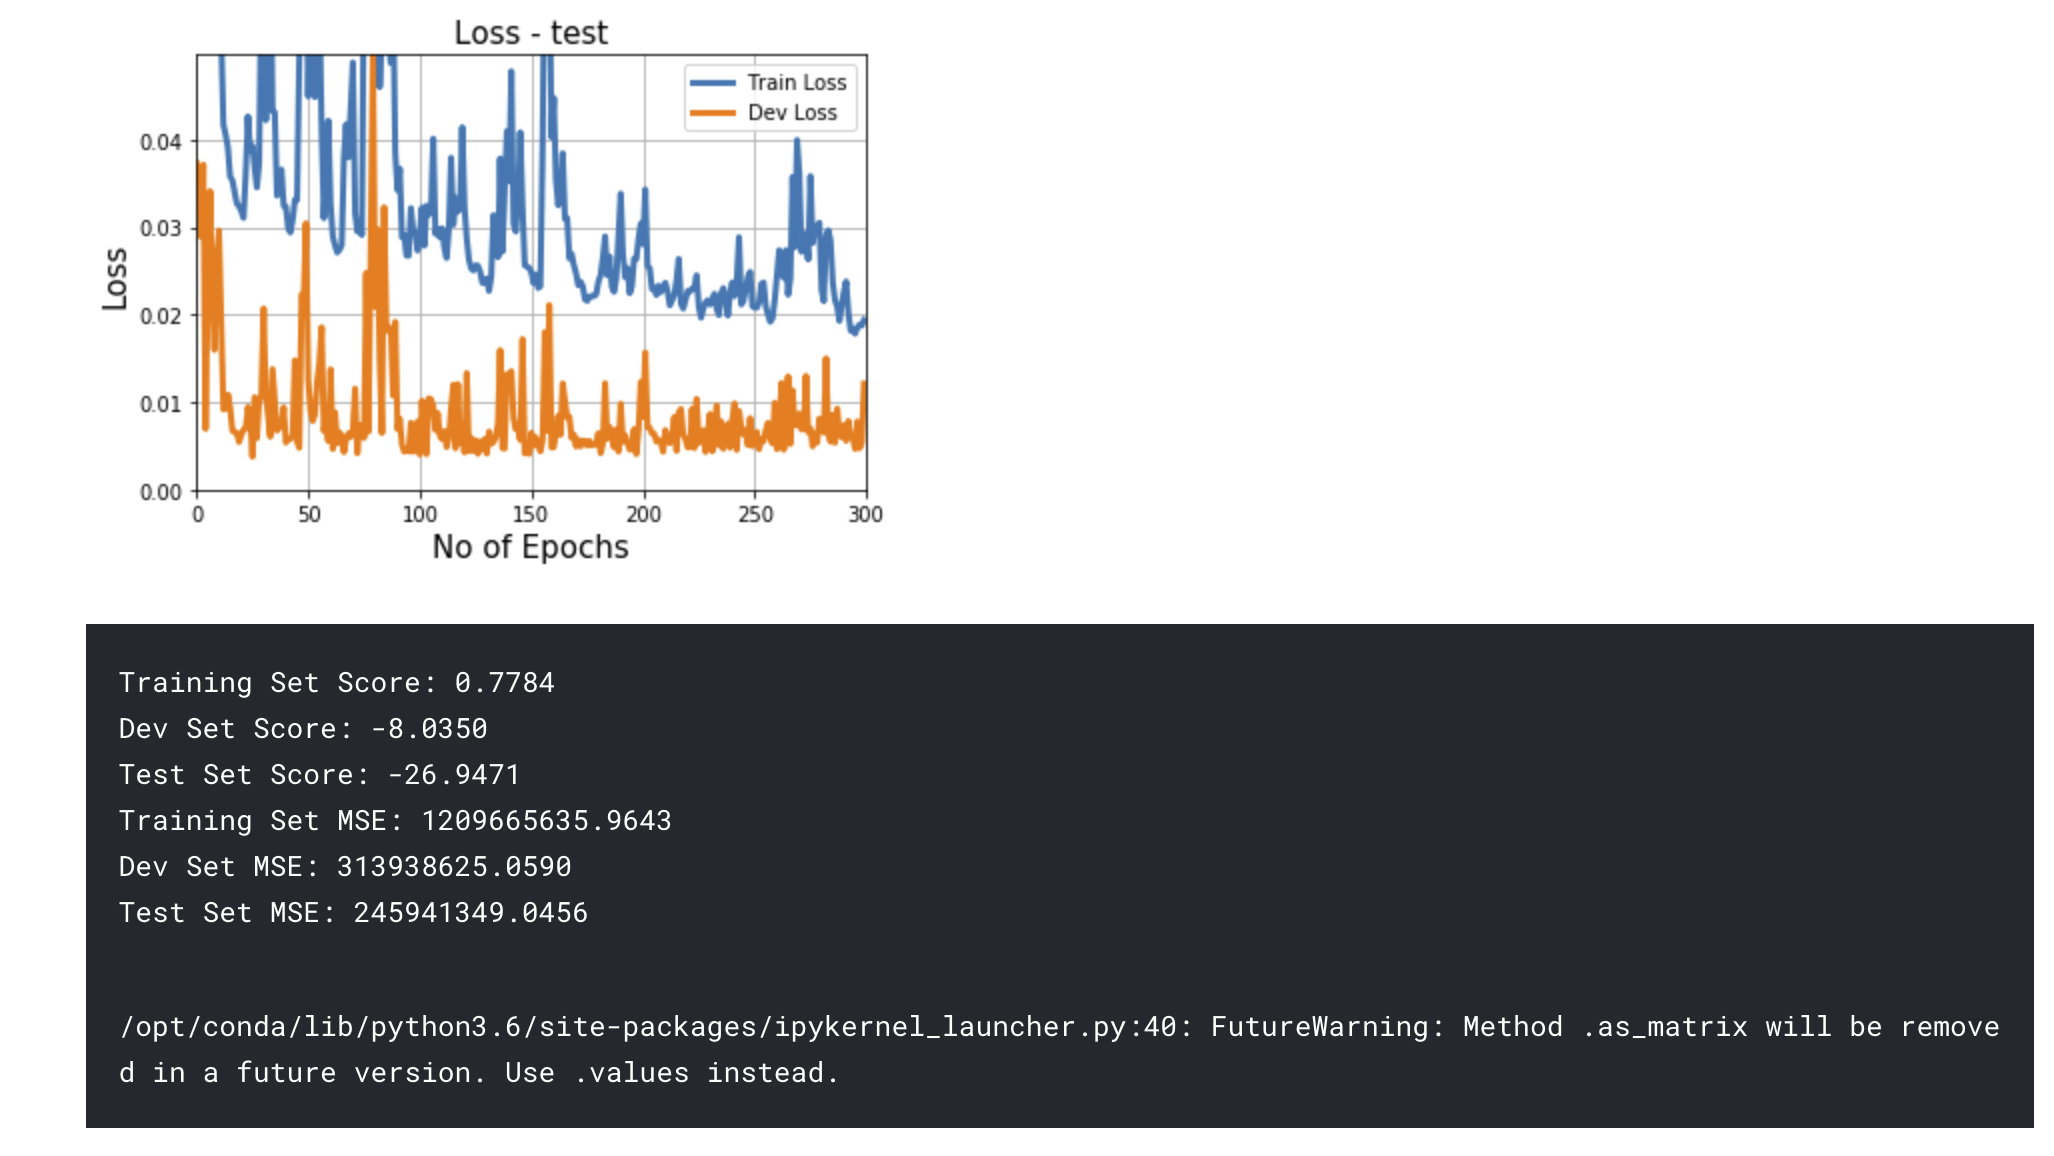 Loss - test
Train Loss
Dev Loss
0.04
0.03
0.02
0.01
0.00
Loss
0 50 100 150 200 250 300
No of Epochs
Training Set Score: 0.7784
Dev Set Score: -8.0350
Test Set Score: -26.9471
Training Set MSE: 1209665635.9643
Dev Set MSE: 313938625.0590
Test Set MSE: 245941349.0456
/opt/conda/lib/python3.6/site-packages/ipykernel_launcher.py:40: FutureWarning: Method .as_matrix will be remove
d in a future version. Use .values instead.